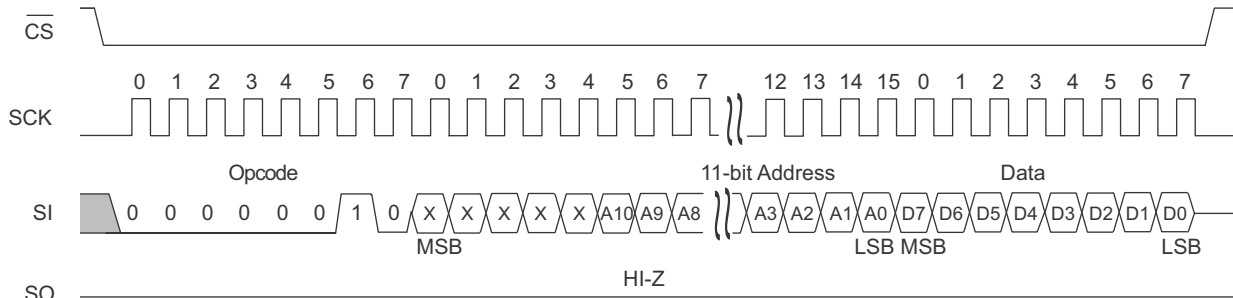 CS
0 1 2 3 4 5 6 7 0 1 2 3 4 5 6 7 12 13 14 15 0 1 2 3 4 5 6 7
SCK
Opcode 11-bit Address Data
SI 0 0 0 0 0 0 1 0 X X X X X A10 A9 A8 A3 A2 A1 A0 D7 D6 D5 D4 D3 D2 D1 D0
MSB LSB MSB LSB
HI-Z
SO